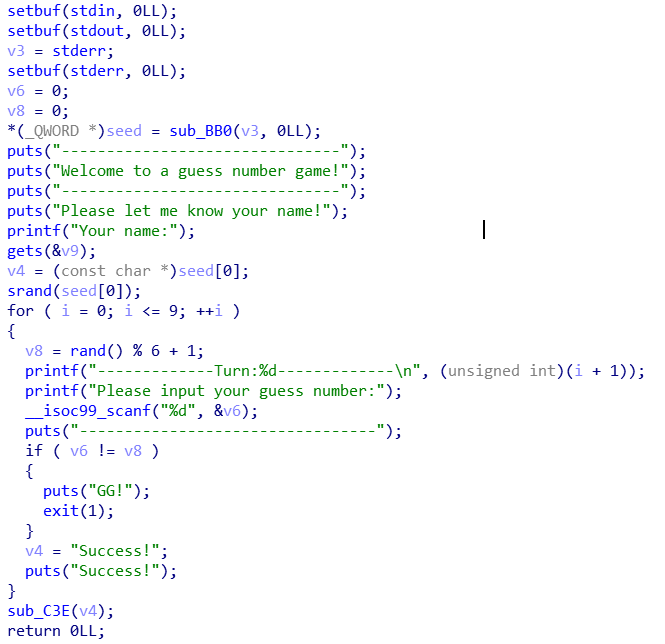 setbuf(stdin, 0LL);
setbuf(stdout, 0LL);
v3 = stderr;
setbuf(stderr, 0LL);
v6 = 0;
v8 = 0;
*(_QWORD *)seed = sub_BB0(v3, 0LL);
puts("-------------------------------");
puts("Welcome to a guess number game!");
puts("-------------------------------");
puts("Please let me know your name!");
printf("Your name:");
gets(&v9);
v4 = (const char *)seed[0];
srand(seed[0]);
for ( i = 0; i <= 9; ++i )
{
v8 = rand() % 6 + 1;
printf("-------------Turn:%d-------------\n", (unsigned int)(i + 1));
printf("Please input your guess number:");
__isoc99_scanf("%d", &v6);
puts("---------------------------------");
if ( v6 != v8 )
{
puts("GG!");
exit(1);
}
v4 = "Success!";
puts("Success!");
}
sub_C3E(v4);
return 0LL;